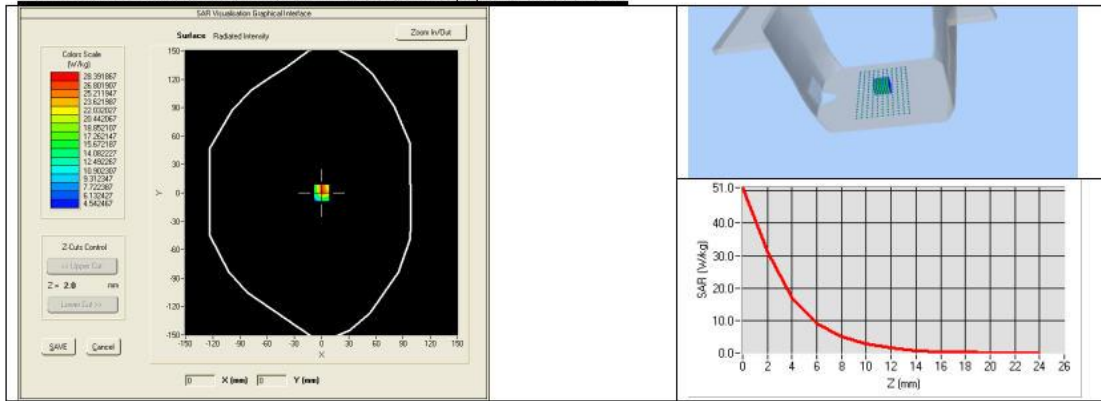 SAR Visualisation Graphical Interface
Surface Radiated Intensity
Zoom In/Out
Colors Scale
(W/kg)
28.391867
26.801907
25.211947
23.621987
22.032027
20.442067
18.852107
17.262147
15.672187
14.082227
12.492267
10.902307
9.312347
7.722387
6.132427
4.542467
Z-Cuts Control
<< Upper Cut
Z = 2.0 mm
Lower Cut >>
SAVE Cancel
150
120
90
60
30
0
-30
-60
-90
-120
-150
Y
-150 -120 -90 -60 -30 0 30 60 90 120 150
X
0 X (mm) 0 Y (mm)
51.0
40.0
30.0
20.0
10.0
0.0
SAR (W/kg)
0 2 4 6 8 10 12 14 16 18 20 22 24 26
Z (mm)